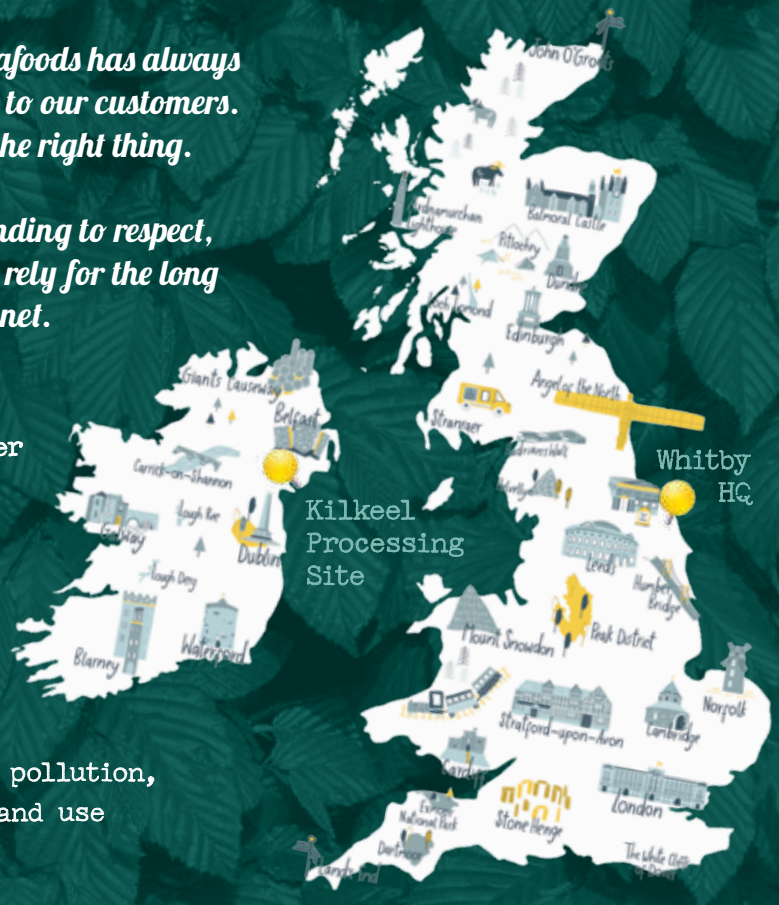 afoods has always
to our customers.
he right thing.
nding to respect,
rely for the long
net.
er
pollution,
and use
John O'Groats
Ardnamurchan
Lighthouse
Balmoral Castle
Pitlochry
Loch Lomond
Edinburgh
Giants Causeway
Belfast
Angel of the North
Stranraer
Carrick-on-Shannon
Whitby
HQ
Kilkeel
Processing
Site
Galway
Lough Ree
Dublin
Leeds
Humber
Bridge
Lough Derg
Blarney
Waterford
Mount Snowdon
Peak District
Norfolk
Stratford-upon-Avon
Cambridge
Cardiff
London
Exmoor
National Park
Stone Henge
Dartmoor
Lands End
The White Cliffs
of Dover